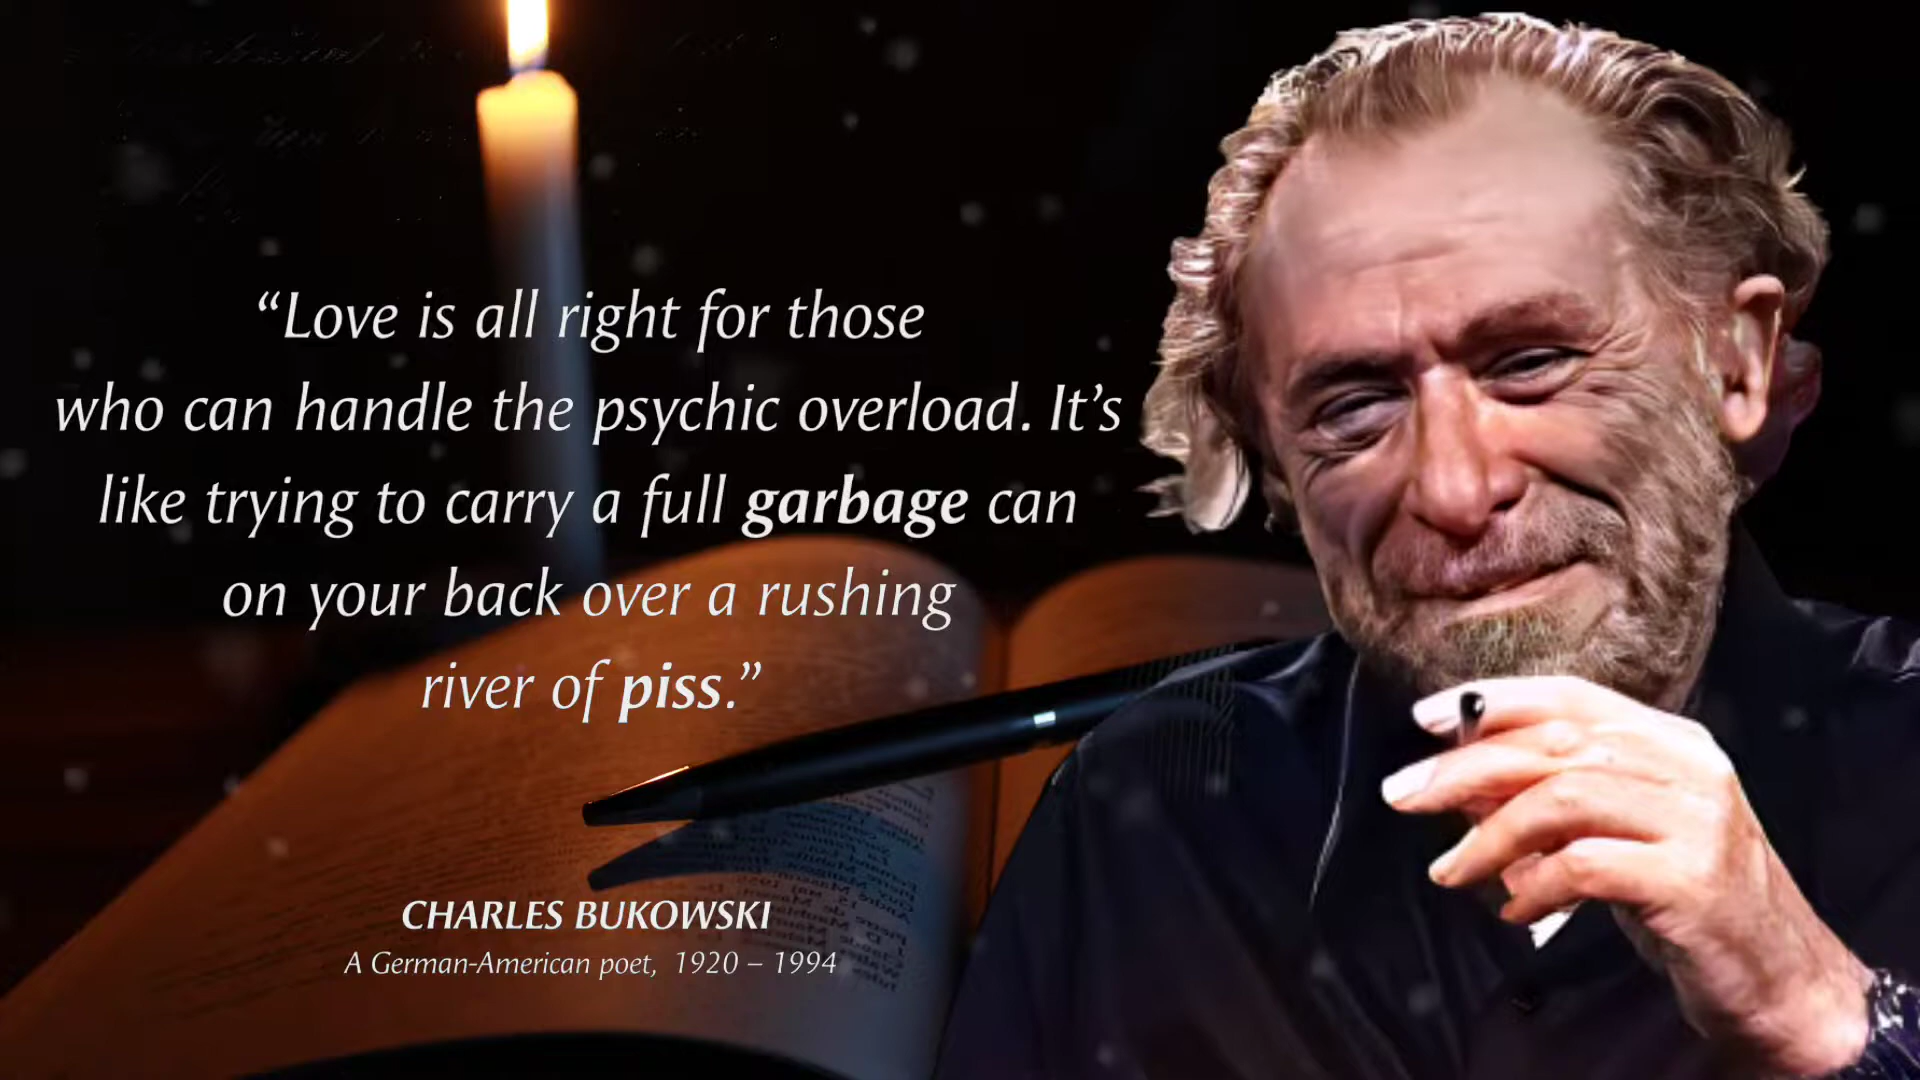 “Love is all right for those
who can handle the psychic overload. It’s
like trying to carry a full garbage can
on your back over a rushing
river of piss.”
CHARLES BUKOWSKI
A German-American poet, 1920 – 1994